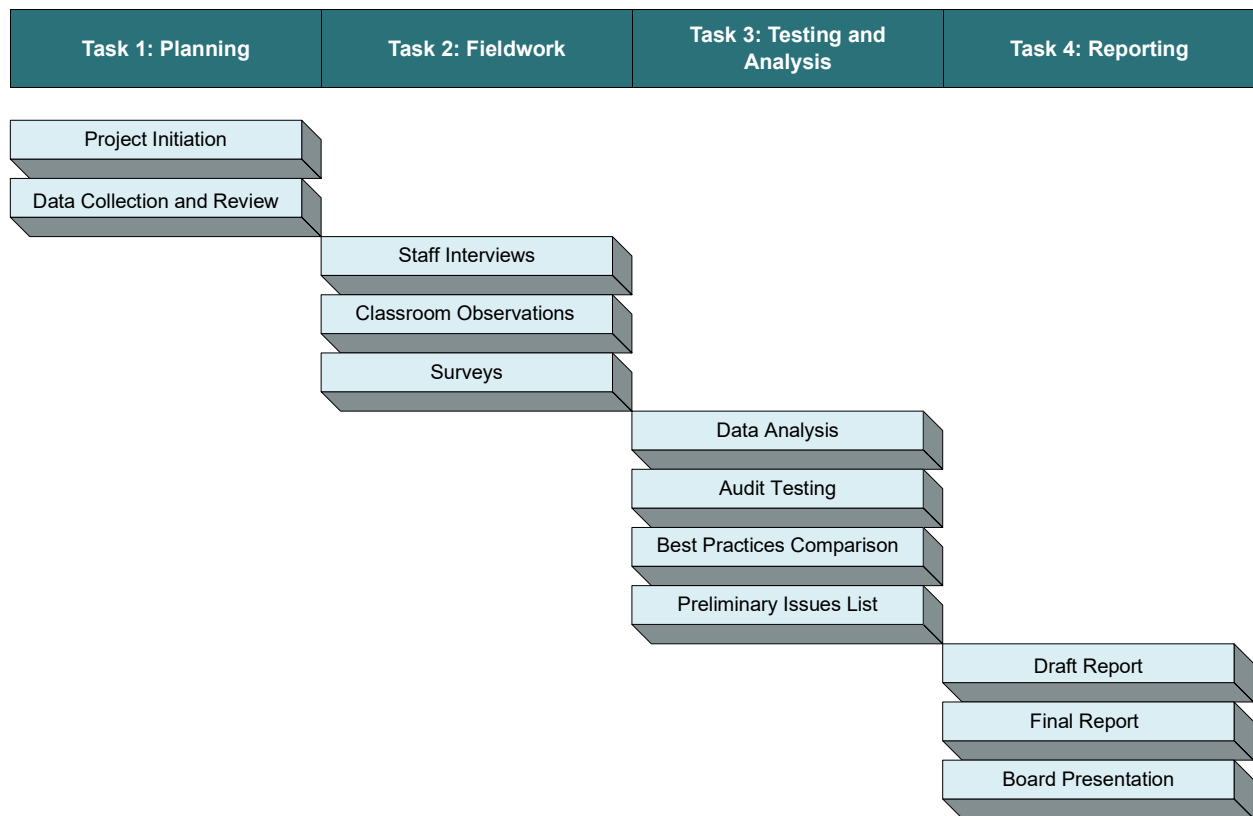 Task 1: Planning
Task 2: Fieldwork
Task 3: Testing and
Analysis
Task 4: Reporting
Project Initiation
Data Collection and Review
Staff Interviews
Classroom Observations
Surveys
Data Analysis
Audit Testing
Best Practices Comparison
Preliminary Issues List
Draft Report
Final Report
Board Presentation